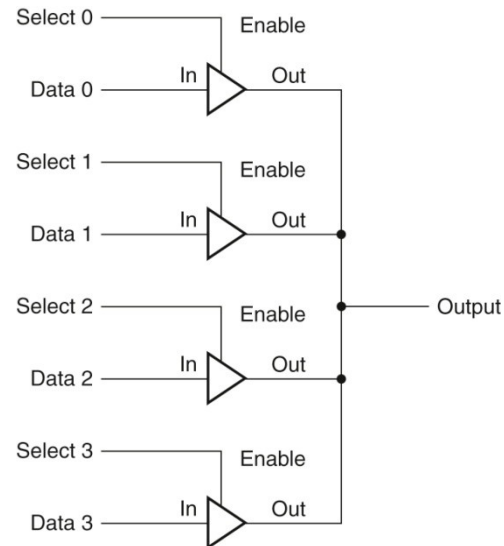 Select 0
Enable
In
Out
Data 0
Select 1
Enable
In
Out
Data 1
Select 2
Enable
Output
In
Out
Data 2
Select 3
Enable
In
Out
Data 3